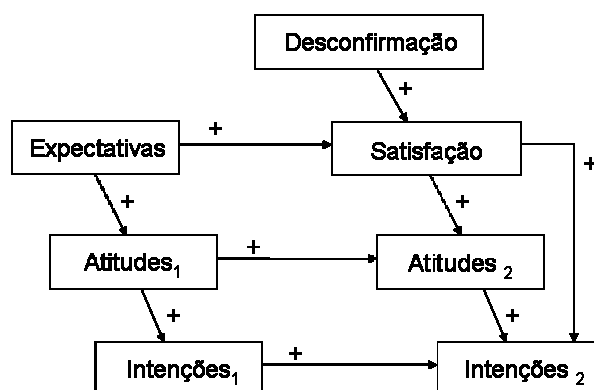 Desconfirmação
+
Expectativas
+
Satisfação
+
+
+
Atitudes1
+
Atitudes 2
+
+
Intenções1
+
Intenções 2